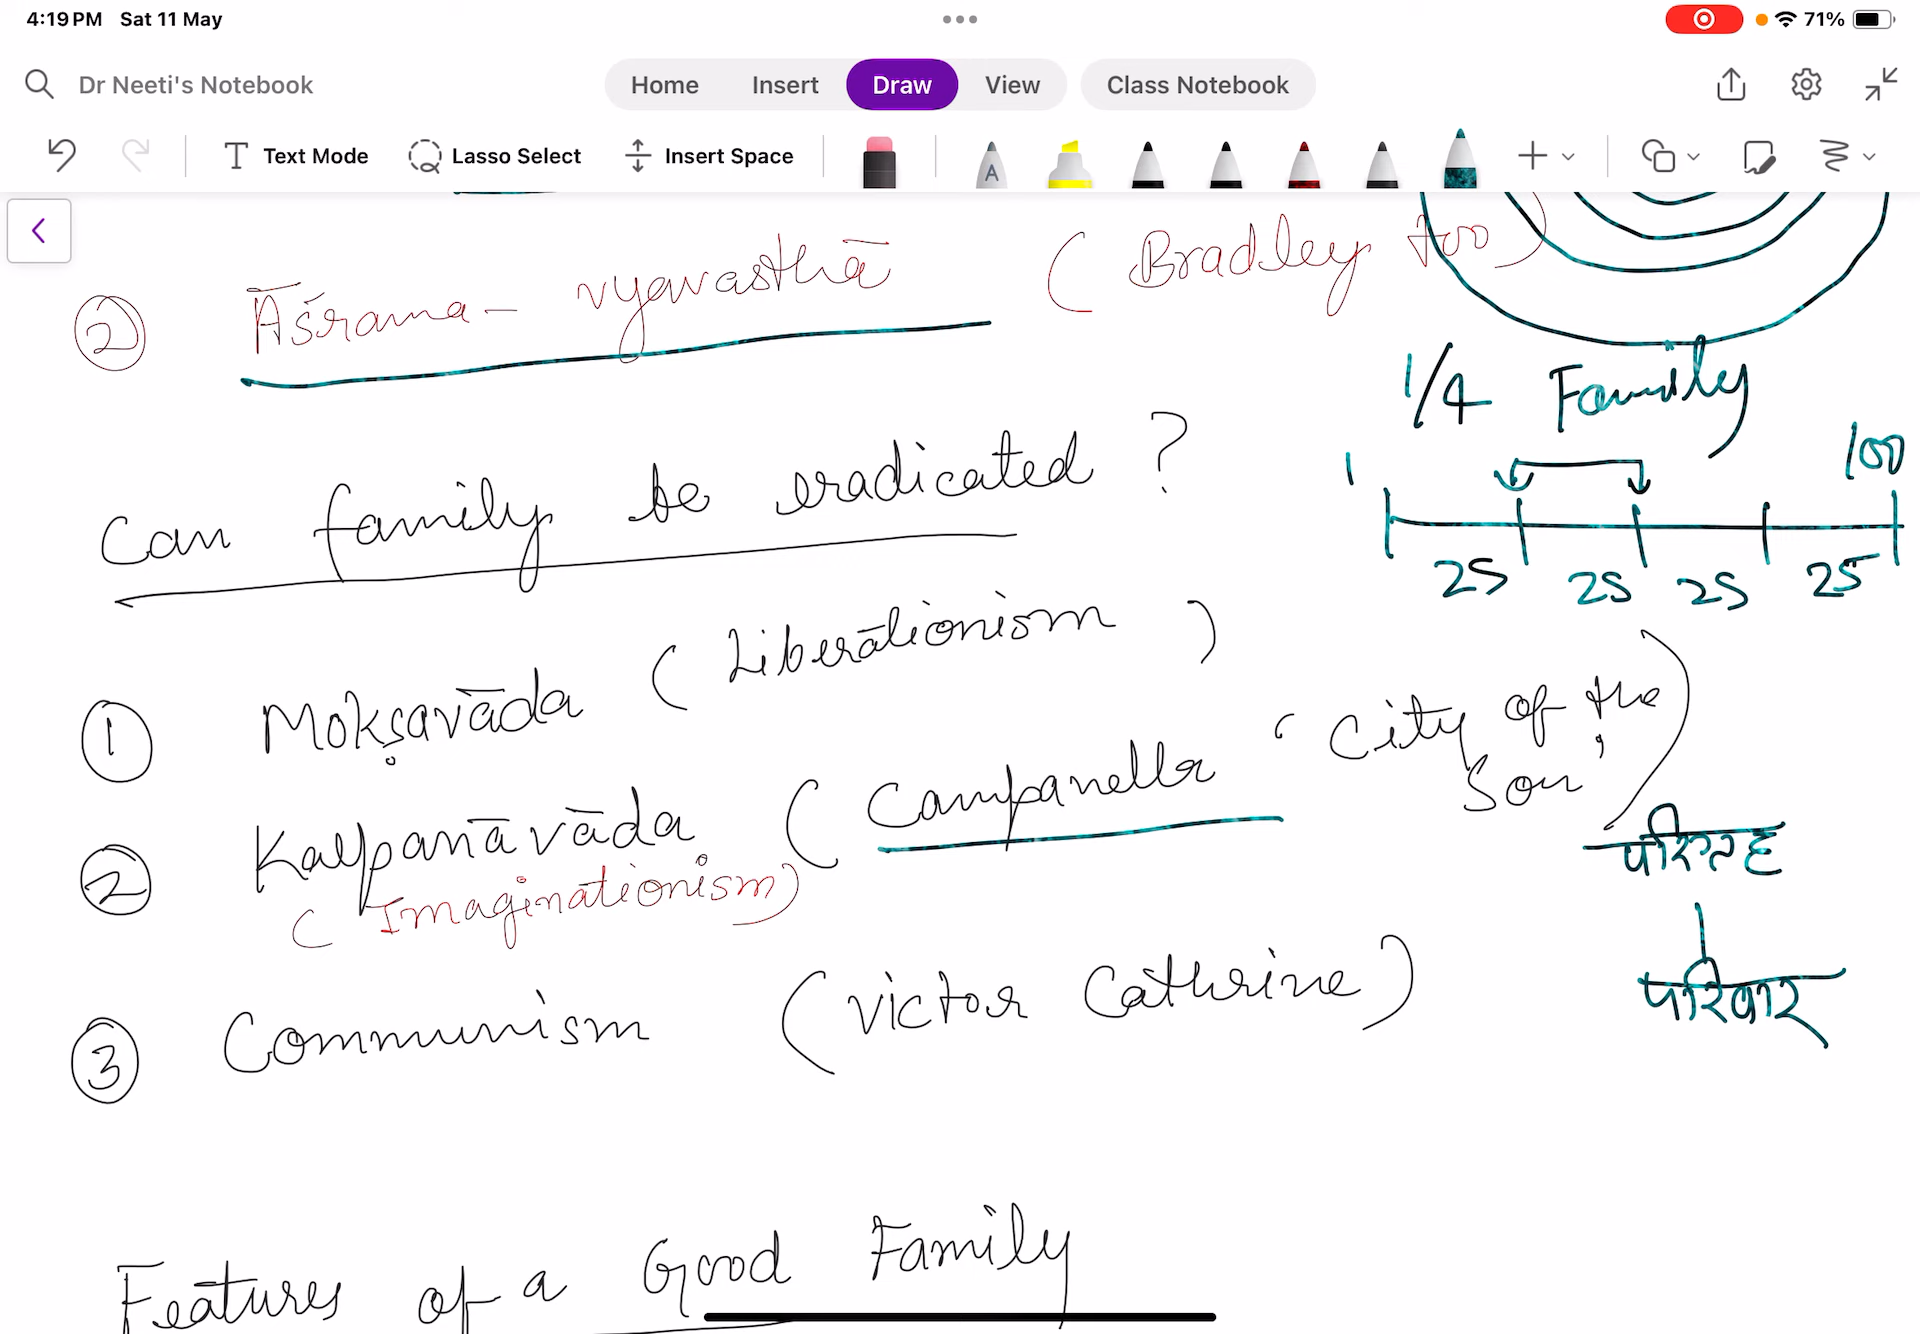 4:19 PM Sat 11 May
71%
Dr Neeti's Notebook
Home Insert Draw View Class Notebook
Text Mode Lasso Select Insert Space
② Āśrama - vyavasthā ( Bradley too )
1/4 Family
Can family be eradicated ?
1 100
25 25 25 25
① Mokṣavāda ( Liberationism )
② Kalpanāvāda ( Campanella 'City of the
Son' )
( Imaginationism )
परिग्रह
③ Communism ( Victor Cathrine )
परिवार
Features of a Good Family